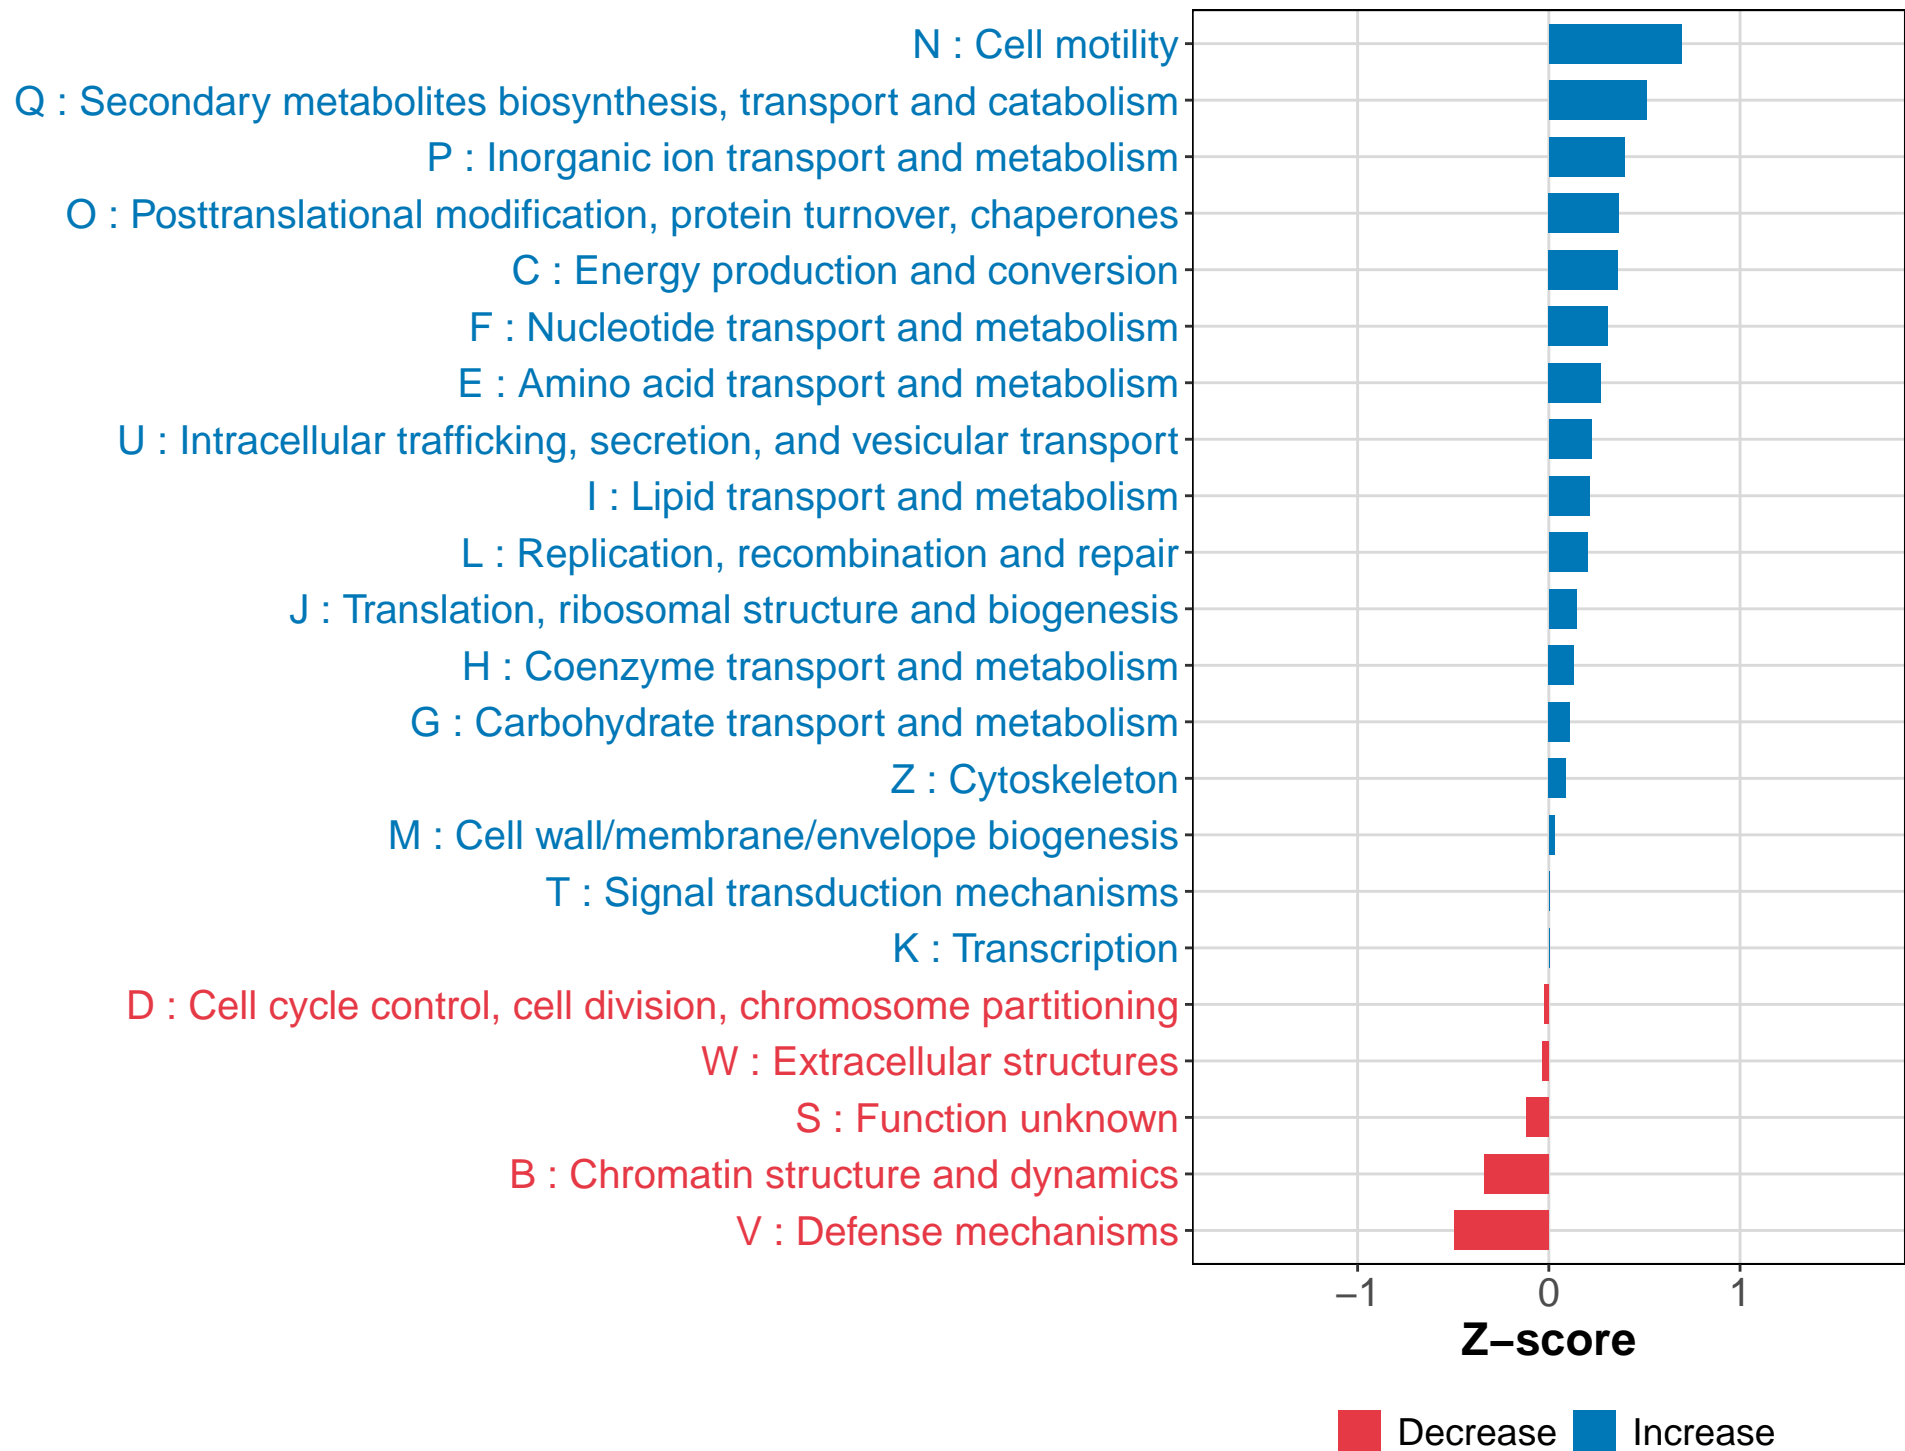 N : Cell motility
Q : Secondary metabolites biosynthesis, transport and catabolism
P : Inorganic ion transport and metabolism
O : Posttranslational modification, protein turnover, chaperones
C : Energy production and conversion
F : Nucleotide transport and metabolism
E : Amino acid transport and metabolism
U : Intracellular trafficking, secretion, and vesicular transport
I : Lipid transport and metabolism
L : Replication, recombination and repair
J : Translation, ribosomal structure and biogenesis
H : Coenzyme transport and metabolism
G : Carbohydrate transport and metabolism
Z : Cytoskeleton
M : Cell wall/membrane/envelope biogenesis
T : Signal transduction mechanisms
K : Transcription
D : Cell cycle control, cell division, chromosome partitioning
W : Extracellular structures
S : Function unknown
B : Chromatin structure and dynamics
V : Defense mechanisms
−1 0 1
Z−score
Decrease Increase